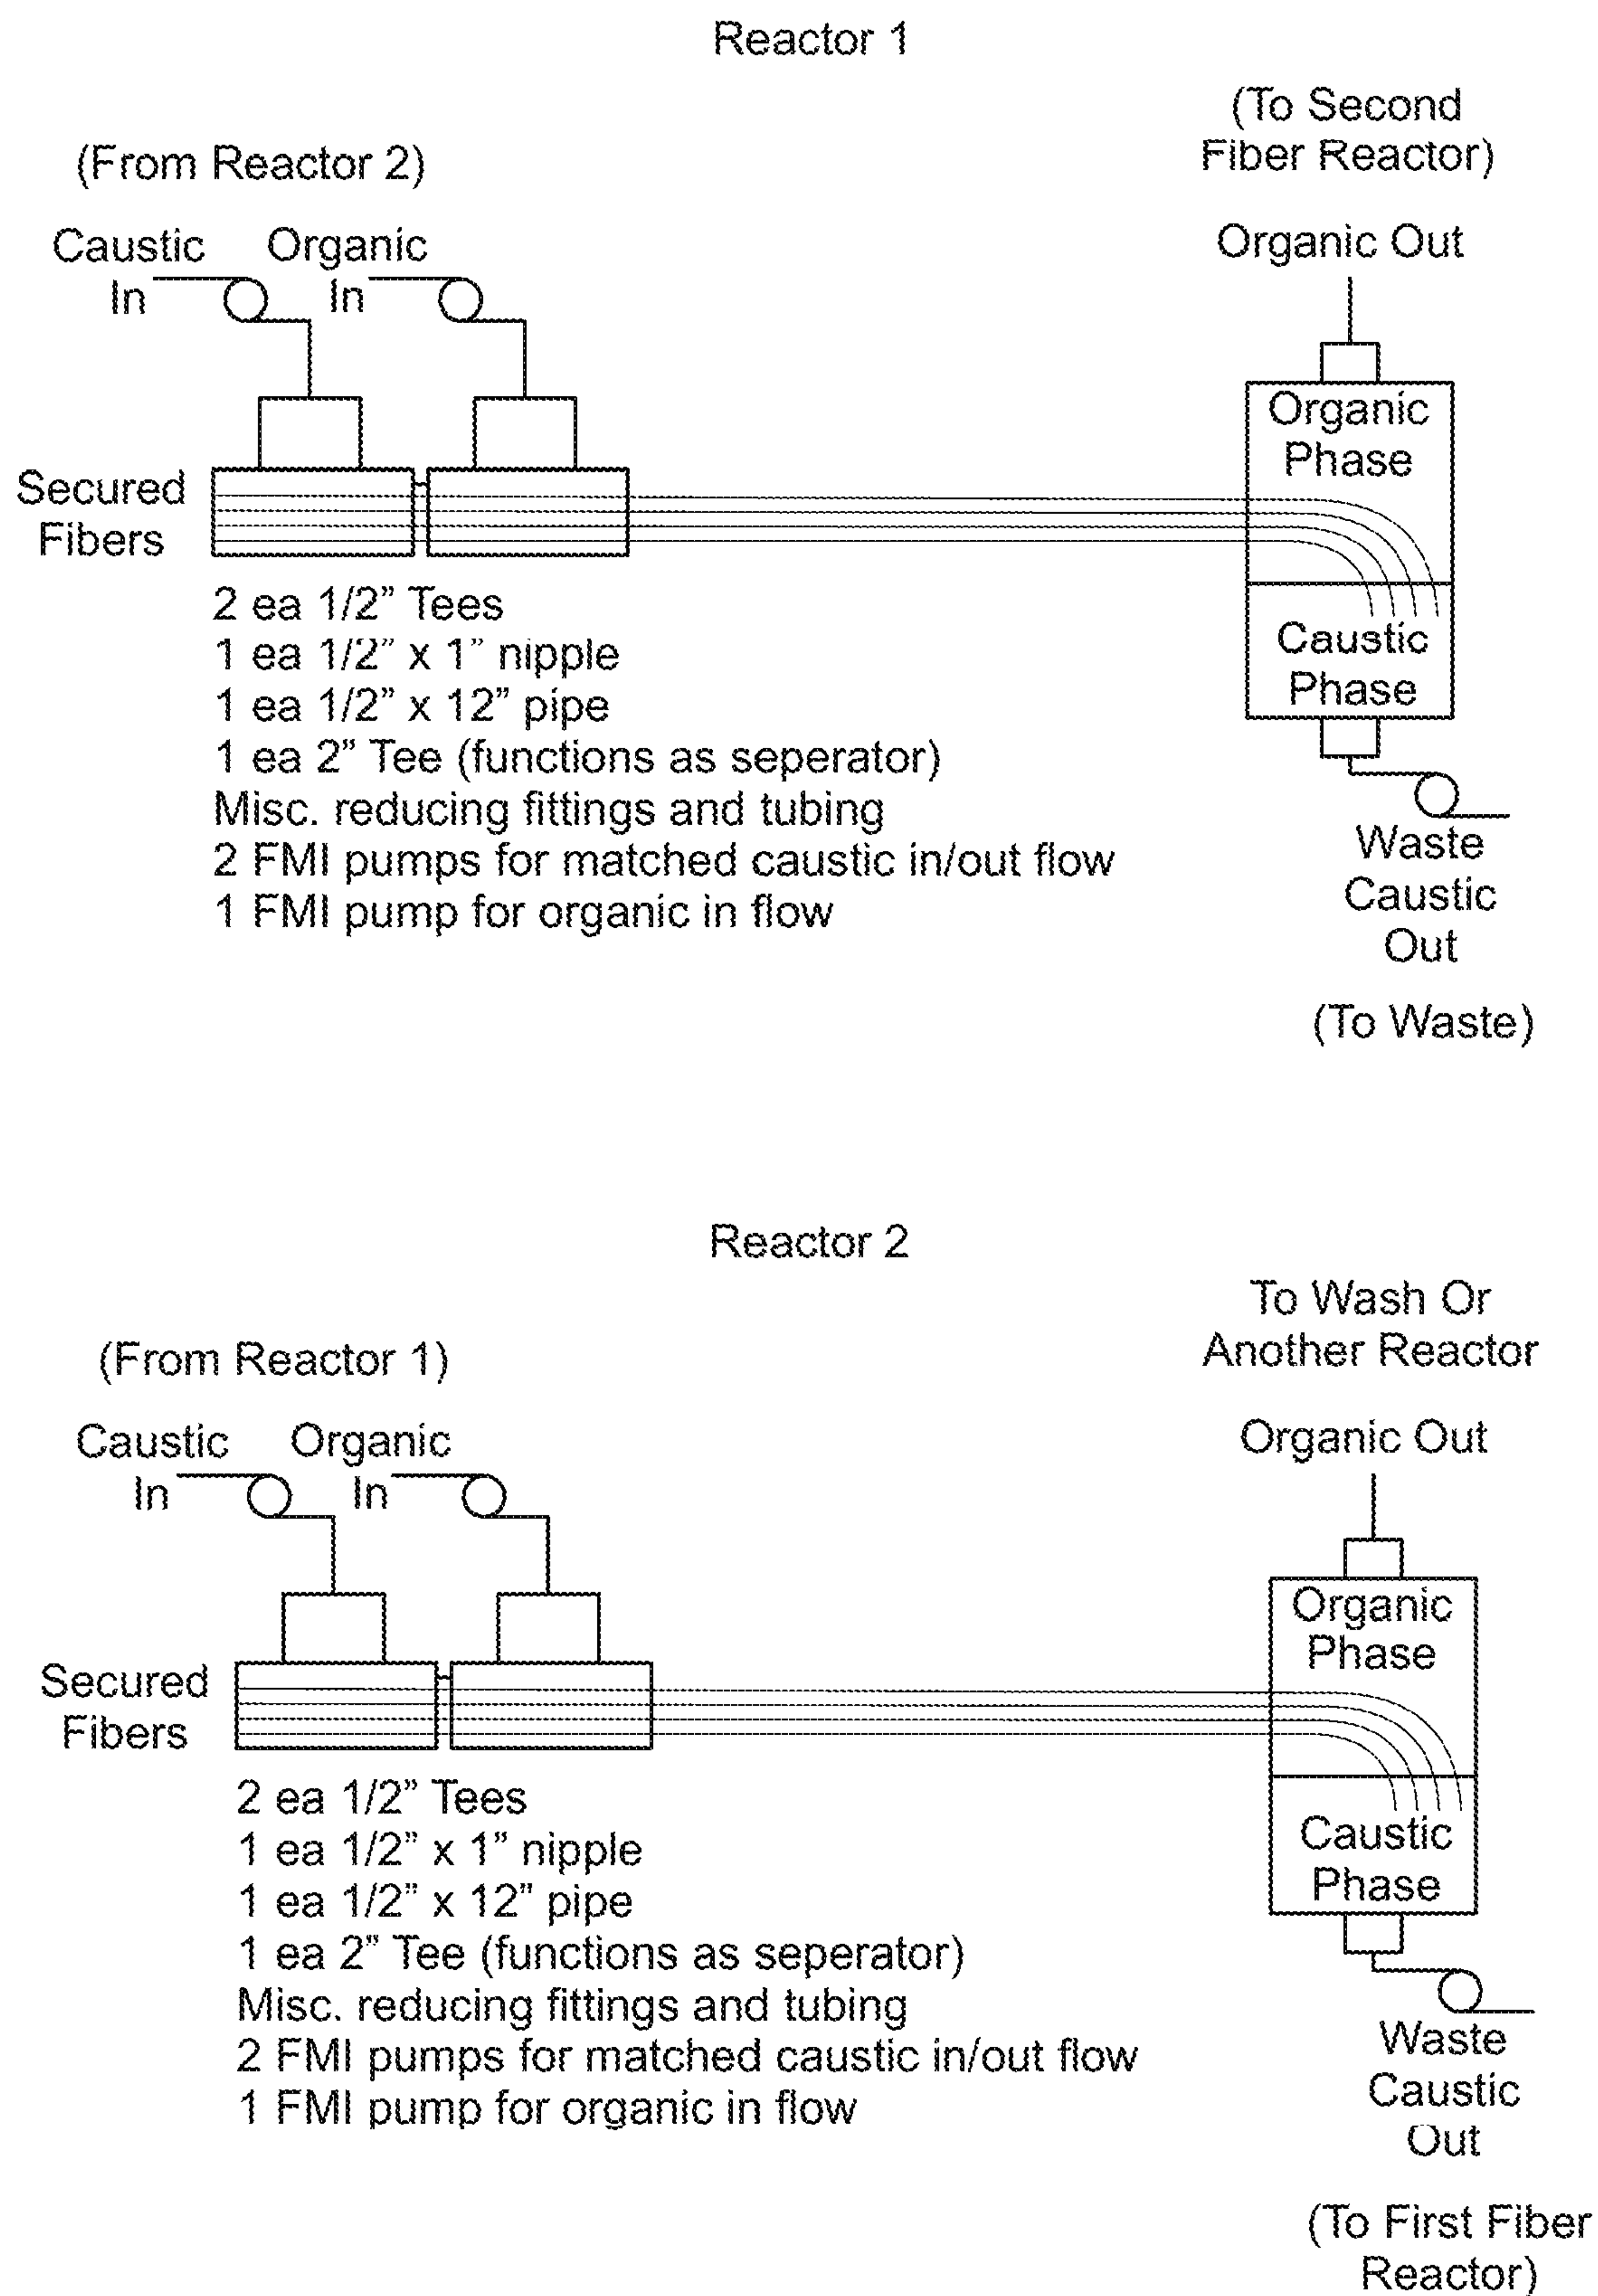 Reactor 1
(To Second
Fiber Reactor)
(From Reactor 2)
Caustic
In
Organic
In
Organic Out
Organic
Phase
Secured
Fibers
Caustic
Phase
2 ea 1/2” Tees
1 ea 1/2” x 1” nipple
1 ea 1/2” x 12” pipe
1 ea 2” Tee (functions as seperator)
Misc. reducing fittings and tubing
2 FMI pumps for matched caustic in/out flow
1 FMI pump for organic in flow
Waste
Caustic
Out
(To Waste)
Reactor 2
To Wash Or
Another Reactor
(From Reactor 1)
Caustic
In
Organic
In
Organic Out
Organic
Phase
Secured
Fibers
Caustic
Phase
2 ea 1/2” Tees
1 ea 1/2” x 1” nipple
1 ea 1/2” x 12” pipe
1 ea 2” Tee (functions as seperator)
Misc. reducing fittings and tubing
2 FMI pumps for matched caustic in/out flow
1 FMI pump for organic in flow
Waste
Caustic
Out
(To First Fiber
Reactor)